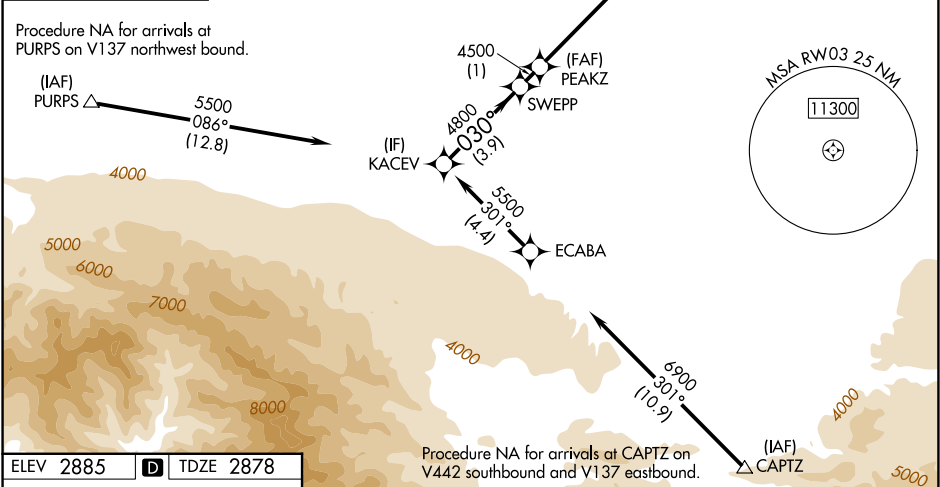 Procedure NA for arrivals at
PURPS on V137 northwest bound.
(IAF)
PURPS
5500
086°
(12.8)
4500
(1)
(FAF)
PEAKZ
SWEPP
4800
030°
(3.9)
(IF)
KACEV
5500
301°
(4.4)
ECABA
MSA RW03 25 NM
11300
4000
5000
6000
7000
8000
4000
6900
301°
(10.9)
4000
(IAF)
CAPTZ
5000
Procedure NA for arrivals at CAPTZ on
V442 southbound and V137 eastbound.
ELEV 2885 D TDZE 2878